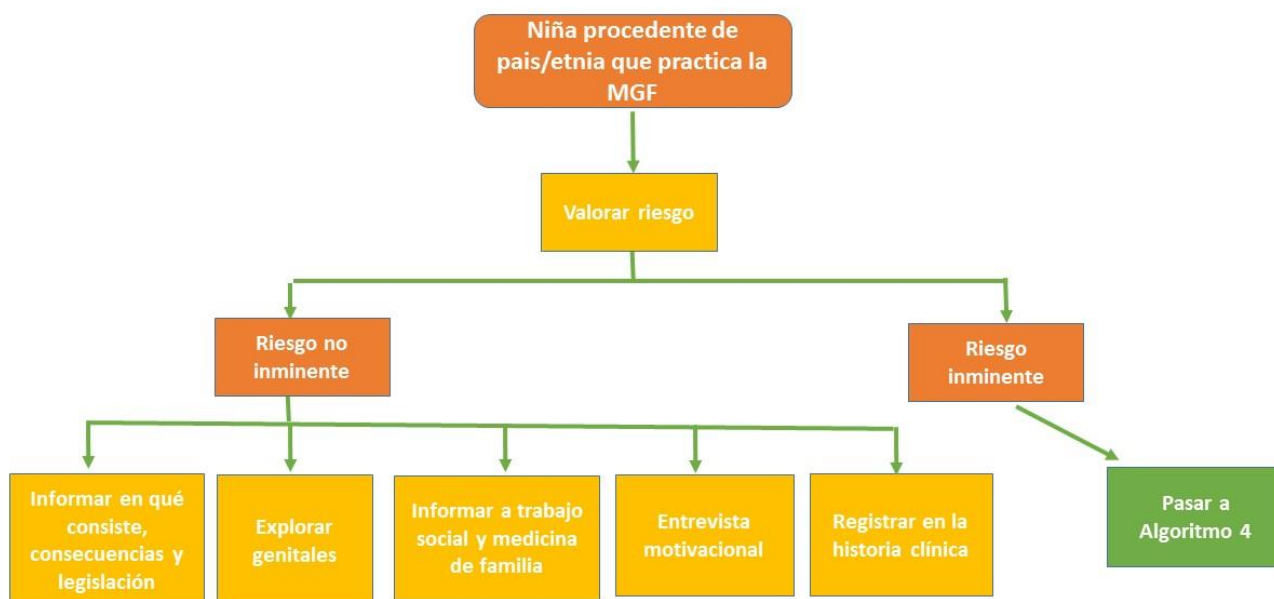 Niña procedente de
pais/etnia que practica la
MGF
Valorar riesgo
Riesgo no
inminente
Riesgo
inminente
Informar en qué
consiste,
consecuencias y
legislación
Explorar
genitales
Informar a trabajo
social y medicina
de familia
Entrevista
motivacional
Registrar en la
historia clínica
Pasar a
Algoritmo 4